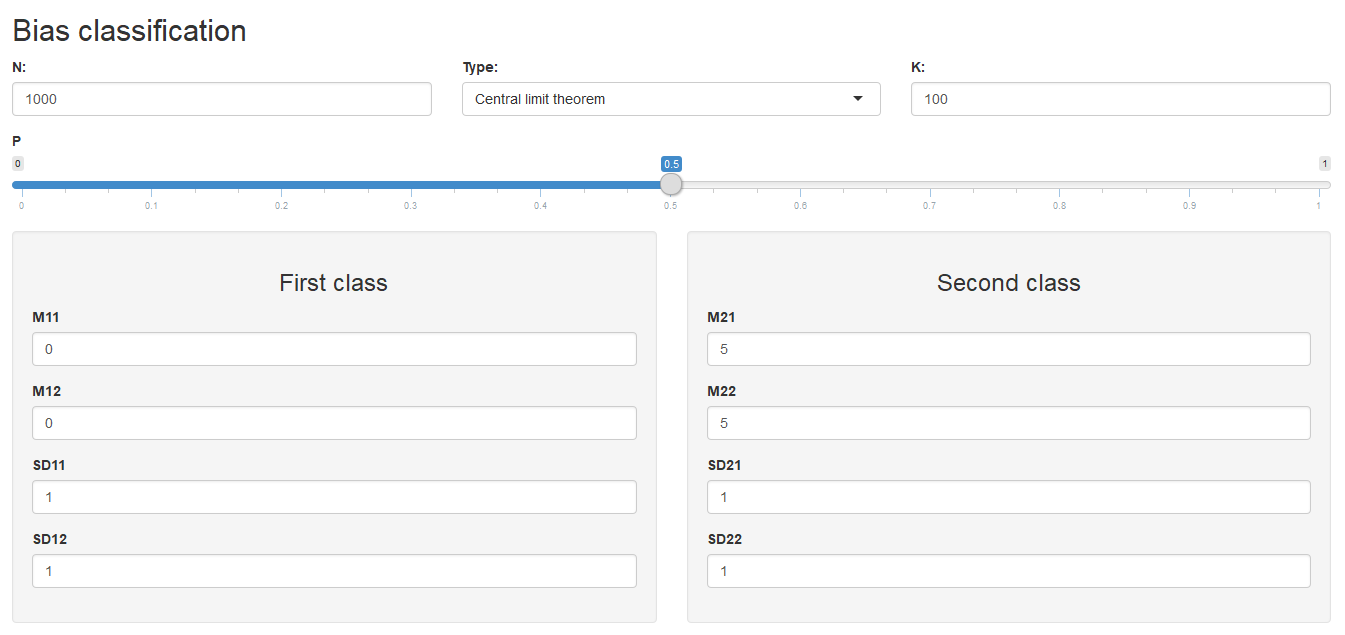 Bias classification
N: Type: K:
1000 Central limit theorem 100
P
0 0.5 1
0 0.1 0.2 0.3 0.4 0.5 0.6 0.7 0.8 0.9 1
First class Second class
M11 M21
0 5
M12 M22
0 5
SD11 SD21
1 1
SD12 SD22
1 1